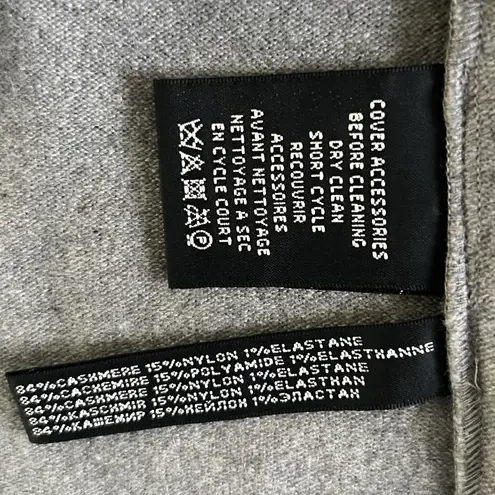 COVER ACCESSORIES
BEFORE CLEANING
DRY CLEAN
SHORT CYCLE
RECOUVRIR
ACCESSOIRES
AVANT NETTOYAGE
NETTOYAGE A SEC
EN CYCLE COURT
P
84%CASHMERE 15%NYLON 1%ELASTANE
84%CACHEMIRE 15%POLYAMIDE 1%ELASTHANNE
84%CASHMERE 15%NYLON 1%ELASTANE
84%KASCHMIR 15%NYLON 1%ELASTHAN
84%КАШЕМИР 15%НЕЙЛОН 1%ЭЛАСТАН